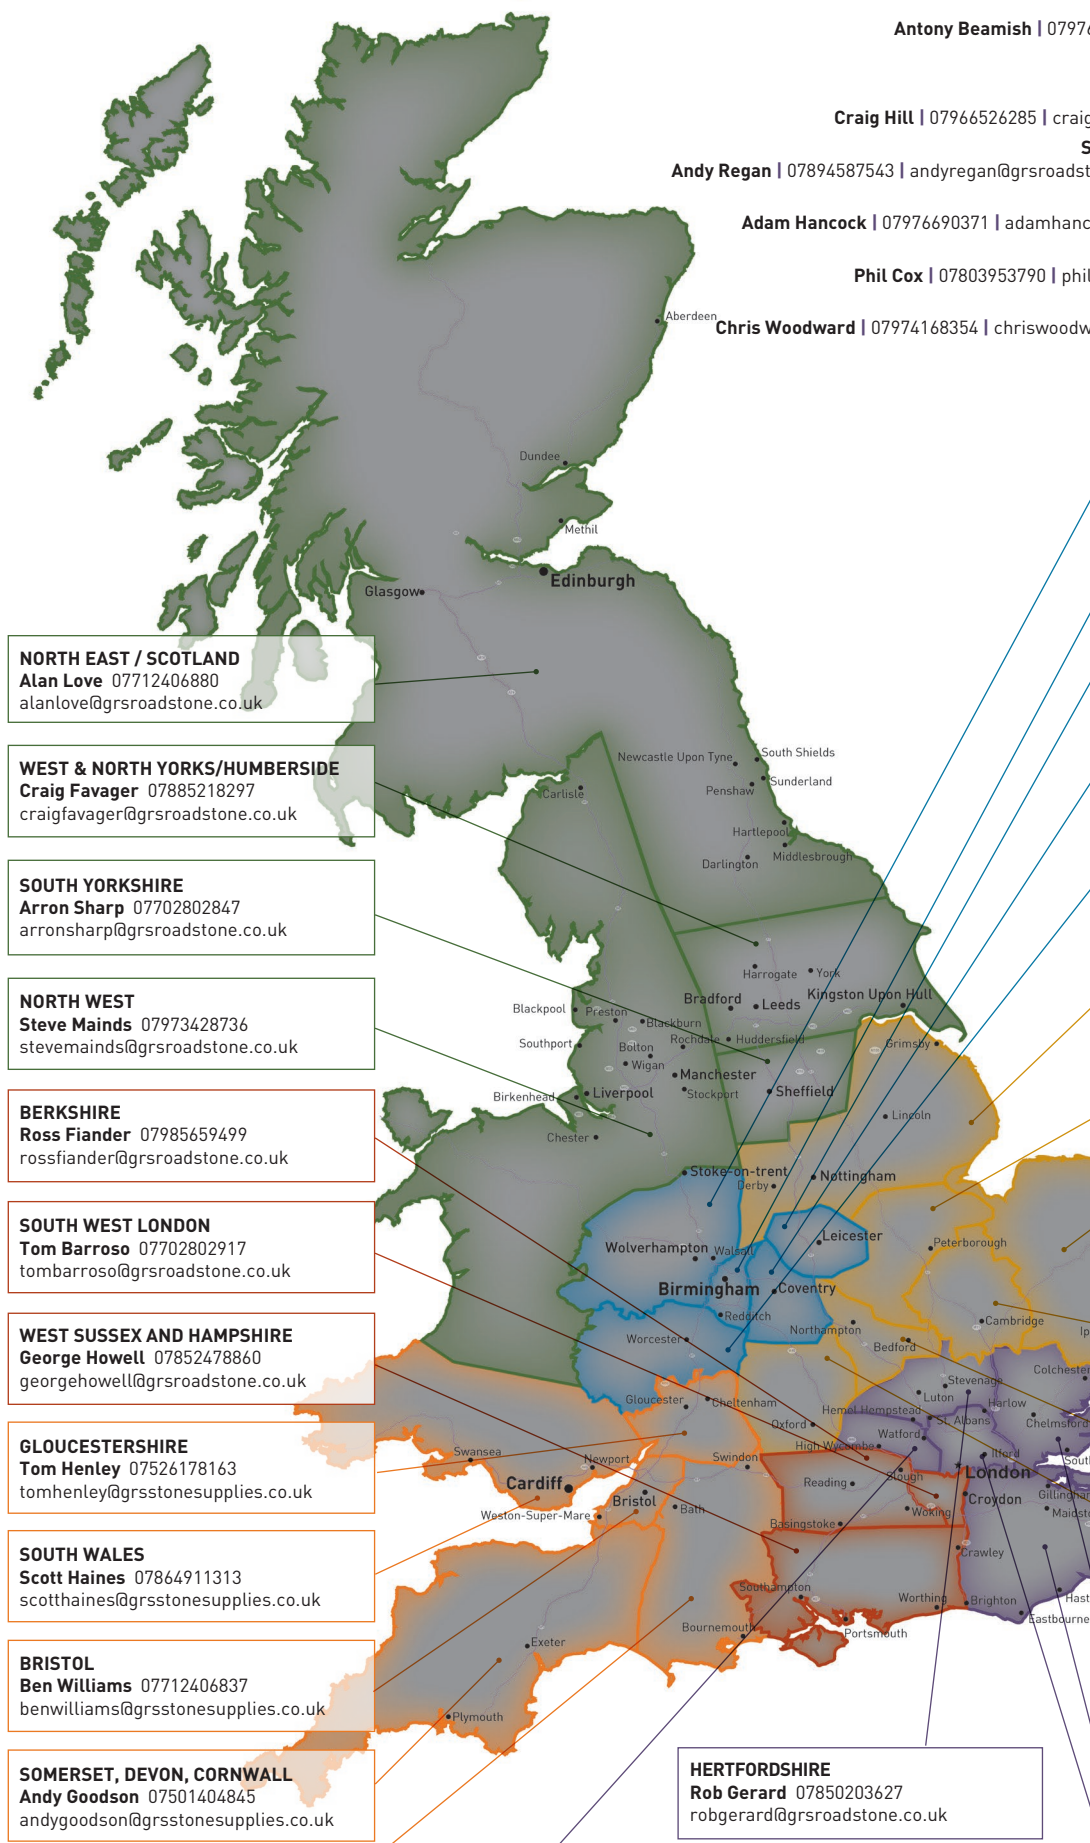 Antony Beamish | 07976
Craig Hill | 07966526285 | craig
S
Andy Regan | 07894587543 | andyregan@grsroadst
Adam Hancock | 07976690371 | adamhanc
Phil Cox | 07803953790 | phil
Chris Woodward | 07974168354 | chriswoodw
Aberdeen
Dundee
Methil
Edinburgh
Glasgow
NORTH EAST / SCOTLAND
Alan Love 07712406880
alanlove@grsroadstone.co.uk
WEST & NORTH YORKS/HUMBERSIDE
Craig Favager 07885218297
craigfavager@grsroadstone.co.uk
SOUTH YORKSHIRE
Arron Sharp 07702802847
arronsharp@grsroadstone.co.uk
NORTH WEST
Steve Mainds 07973428736
stevemainds@grsroadstone.co.uk
BERKSHIRE
Ross Fiander 07985659499
rossfiander@grsroadstone.co.uk
SOUTH WEST LONDON
Tom Barroso 07702802917
tombarroso@grsroadstone.co.uk
WEST SUSSEX AND HAMPSHIRE
George Howell 07852478860
georgehowell@grsroadstone.co.uk
GLOUCESTERSHIRE
Tom Henley 07526178163
tomhenley@grsstonesupplies.co.uk
SOUTH WALES
Scott Haines 07864911313
scotthaines@grsstonesupplies.co.uk
BRISTOL
Ben Williams 07712406837
benwilliams@grsstonesupplies.co.uk
SOMERSET, DEVON, CORNWALL
Andy Goodson 07501404845
andygoodson@grsstonesupplies.co.uk
HERTFORDSHIRE
Rob Gerard 07850203627
robgerard@grsroadstone.co.uk
Newcastle Upon Tyne
South Shields
Sunderland
Penshaw
Carlisle
Hartlepool
Middlesbrough
Darlington
Harrogate
York
Bradford
Leeds
Kingston Upon Hull
Blackpool
Preston
Blackburn
Rochdale
Huddersfield
Southport
Bolton
Wigan
Manchester
Grimsby
Birkenhead
Liverpool
Stockport
Sheffield
Lincoln
Chester
Stoke-on-trent
Derby
Nottingham
Leicester
Wolverhampton
Walsall
Peterborough
Birmingham
Coventry
Redditch
Worcester
Northampton
Cambridge
Ip
Bedford
Colchester
Stevenage
Luton
Gloucester
Cheltenham
Hemel Hempstead
Harlow
St. Albans
Chelmsford
Oxford
Watford
High Wycombe
Ilford
South
Swansea
Newport
Swindon
Slough
London
Cardiff
Reading
Gillingham
Bristol
Bath
Croydon
Weston-Super-Mare
Woking
Maidst
Basingstoke
Crawley
Southampton
Worthing
Brighton
Hast
Eastbourne
Bournemouth
Portsmouth
Exeter
Plymouth